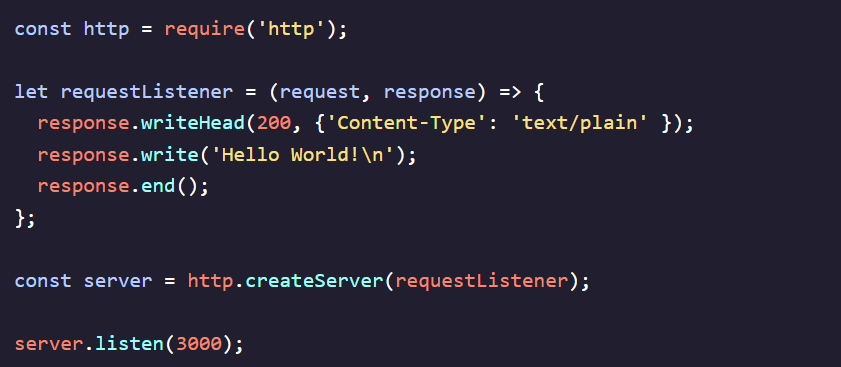 const http = require('http');

let requestListener = (request, response) => {
  response.writeHead(200, {'Content-Type': 'text/plain' });
  response.write('Hello World!\n');
  response.end();
};

const server = http.createServer(requestListener);

server.listen(3000);